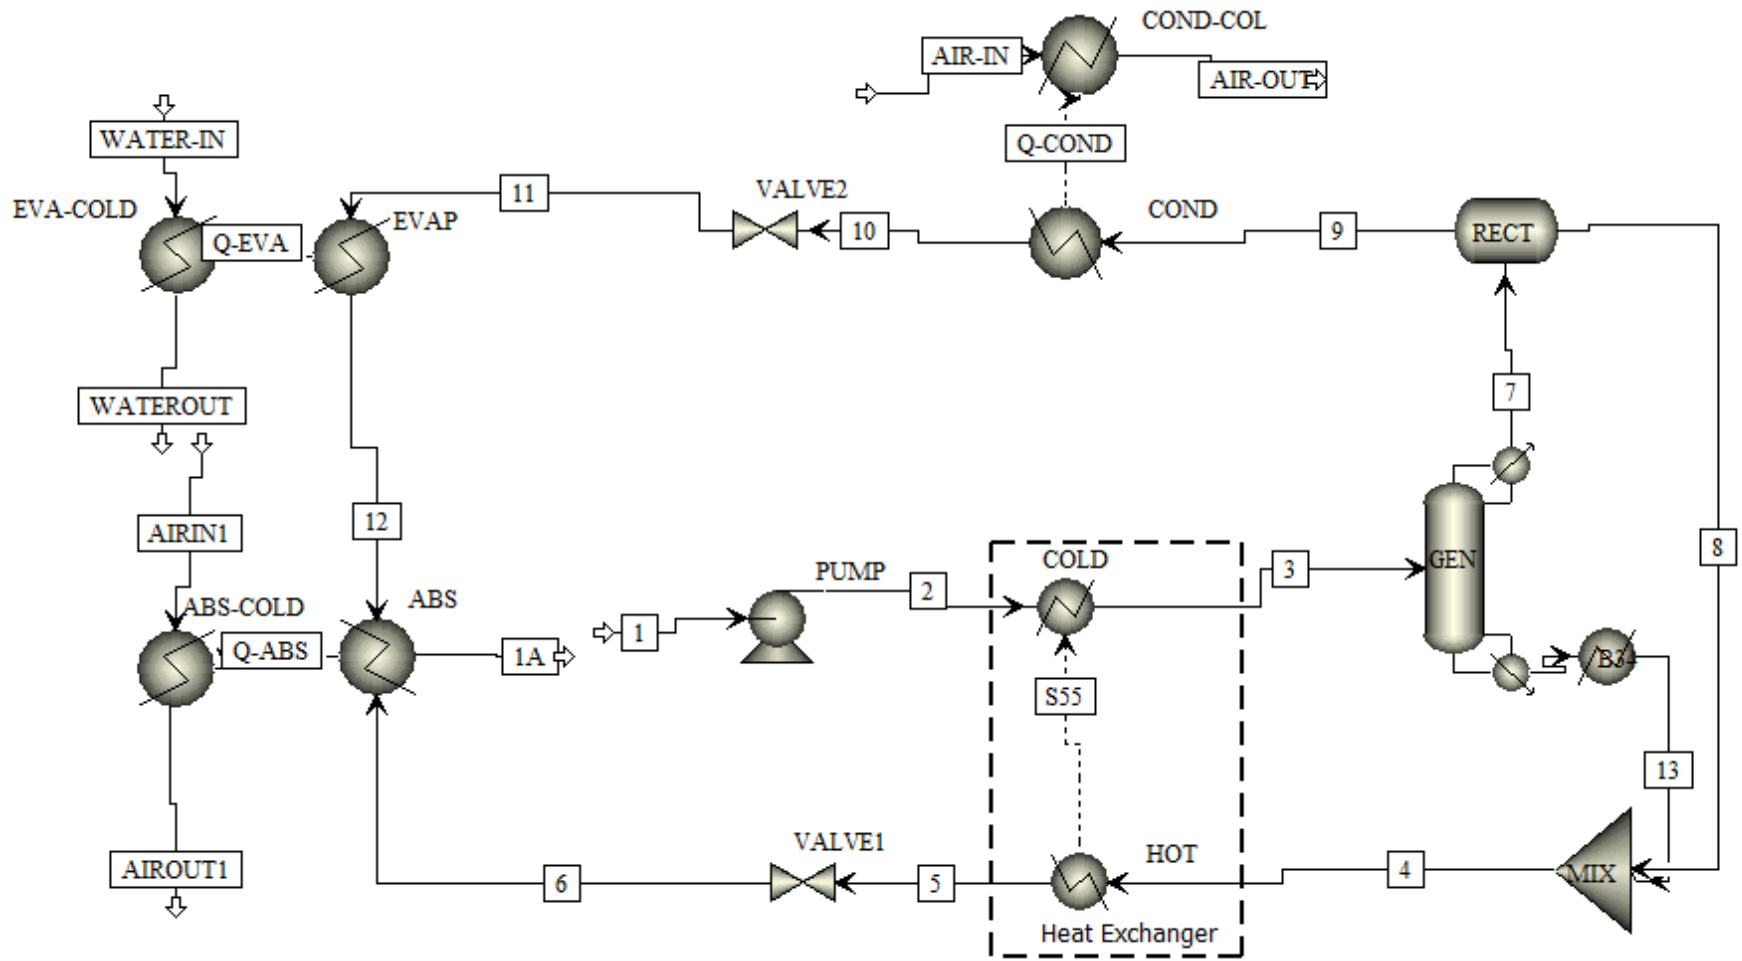 COND-COL
AIR-IN
AIR-OUT
WATER-IN
Q-COND
11
VALVE2
EVA-COLD
Q-EVA
EVAP
10
COND
9
RECT
WATEROUT
7
12
AIRIN1
8
COLD
GEN
PUMP
2
3
ABS-COLD
ABS
Q-ABS
1A
1
B34
S55
13
VALVE1
HOT
AIROUT1
6
5
4
MIX
Heat Exchanger